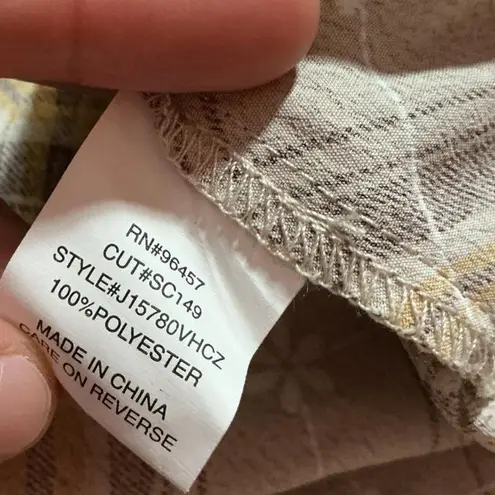 RN#96457
CUT#SC149
STYLE#J15780VHCZ
100%POLYESTER
MADE IN CHINA
CARE ON REVERSE